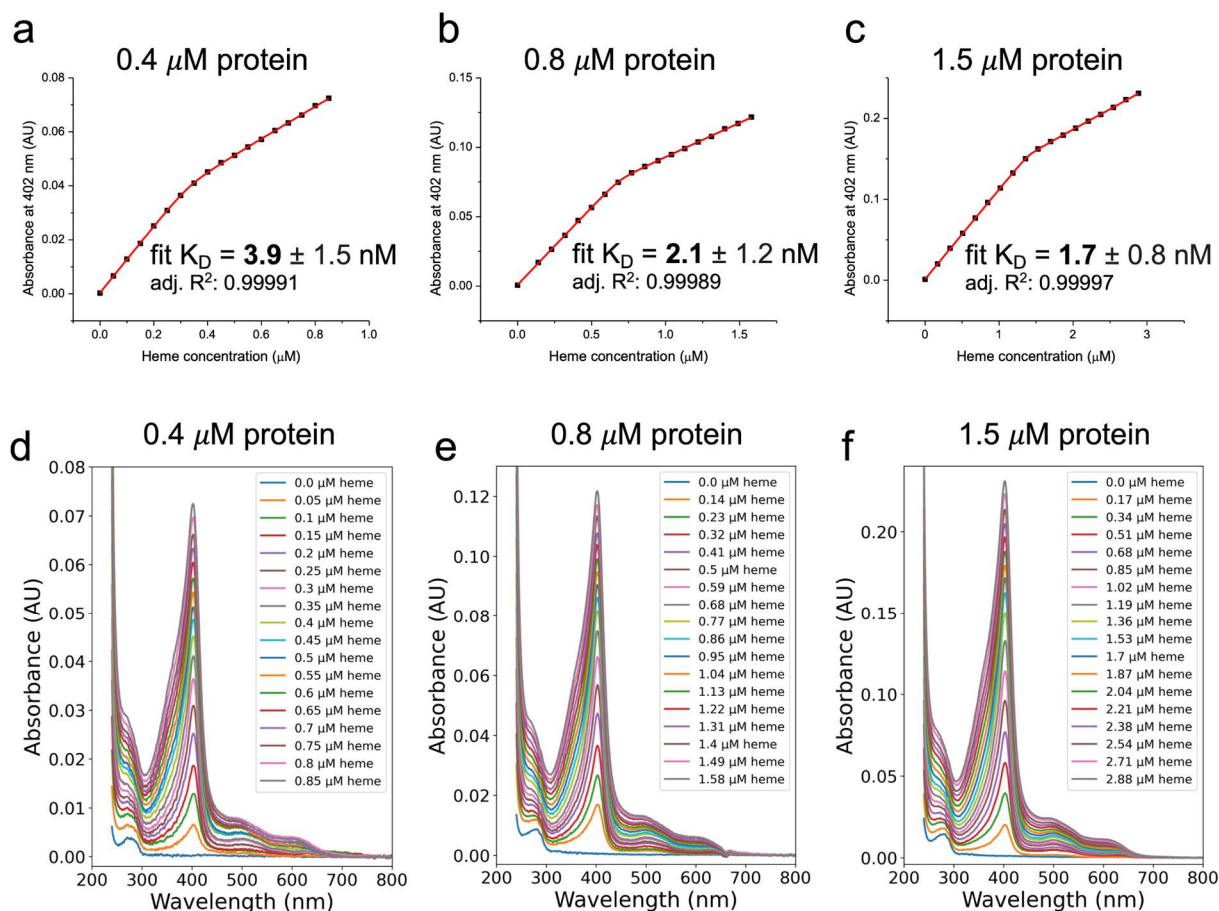 a
0.4 μM protein
Absorbance at 402 nm (AU)
0.08
0.06
0.04
0.02
0.00
fit KD = 3.9 ± 1.5 nM
adj. R2: 0.99991
0.0 0.2 0.4 0.6 0.8 1.0
Heme concentration (μM)
b
0.8 μM protein
Absorbance at 402 nm (AU)
0.15
0.10
0.05
0.00
fit KD = 2.1 ± 1.2 nM
adj. R2: 0.99989
0.0 0.5 1.0 1.5
Heme concentration (μM)
c
1.5 μM protein
Absorbance at 402 nm (AU)
0.2
0.1
0.0
fit KD = 1.7 ± 0.8 nM
adj. R2: 0.99997
0 1 2 3
Heme concentration (μM)
d
0.4 μM protein
Absorbance (AU)
0.08
0.07
0.06
0.05
0.04
0.03
0.02
0.01
0.00
0.0 μM heme
0.05 μM heme
0.1 μM heme
0.15 μM heme
0.2 μM heme
0.25 μM heme
0.3 μM heme
0.35 μM heme
0.4 μM heme
0.45 μM heme
0.5 μM heme
0.55 μM heme
0.6 μM heme
0.65 μM heme
0.7 μM heme
0.75 μM heme
0.8 μM heme
0.85 μM heme
200 300 400 500 600 700 800
Wavelength (nm)
e
0.8 μM protein
Absorbance (AU)
0.12
0.10
0.08
0.06
0.04
0.02
0.00
0.0 μM heme
0.14 μM heme
0.23 μM heme
0.32 μM heme
0.41 μM heme
0.5 μM heme
0.59 μM heme
0.68 μM heme
0.77 μM heme
0.86 μM heme
0.95 μM heme
1.04 μM heme
1.13 μM heme
1.22 μM heme
1.31 μM heme
1.4 μM heme
1.49 μM heme
1.58 μM heme
200 300 400 500 600 700 800
Wavelength (nm)
f
1.5 μM protein
Absorbance (AU)
0.20
0.15
0.10
0.05
0.00
0.0 μM heme
0.17 μM heme
0.34 μM heme
0.51 μM heme
0.68 μM heme
0.85 μM heme
1.02 μM heme
1.19 μM heme
1.36 μM heme
1.53 μM heme
1.7 μM heme
1.87 μM heme
2.04 μM heme
2.21 μM heme
2.38 μM heme
2.54 μM heme
2.71 μM heme
2.88 μM heme
200 300 400 500 600 700 800
Wavelength (nm)